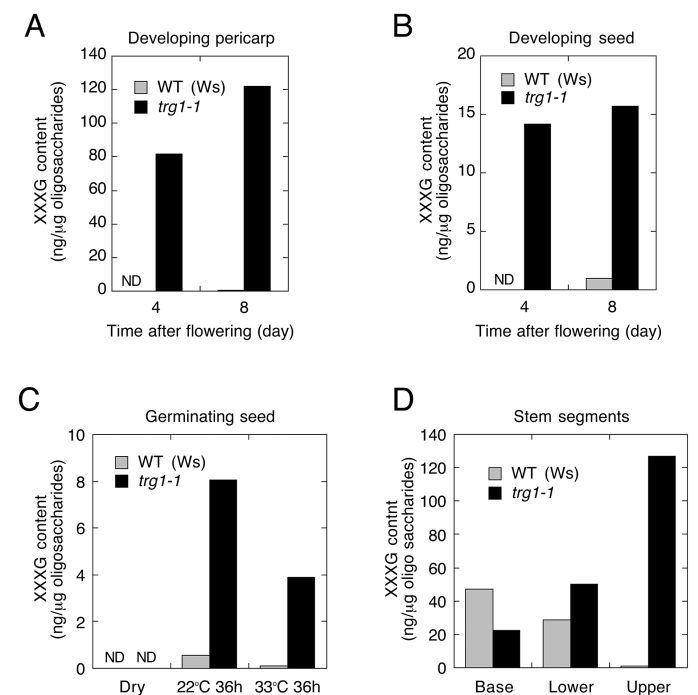 A
Developing pericarp
XXXG content
(ng/μg oligosaccharides)
140
120
100
80
60
40
20
0
WT (Ws)
trg1-1
ND
4 8
Time after flowering (day)
B
Developing seed
XXXG content
(ng/μg oligosaccharides)
20
15
10
5
0
WT (Ws)
trg1-1
ND
4 8
Time after flowering (day)
C
Germinating seed
XXXG content
(ng/μg oligosaccharides)
10
8
6
4
2
0
WT (Ws)
trg1-1
ND ND
Dry 22°C 36h 33°C 36h
D
Stem segments
XXXG contnt
(ng/μg oligo saccharides)
140
120
100
80
60
40
20
0
WT (Ws)
trg1-1
Base Lower Upper